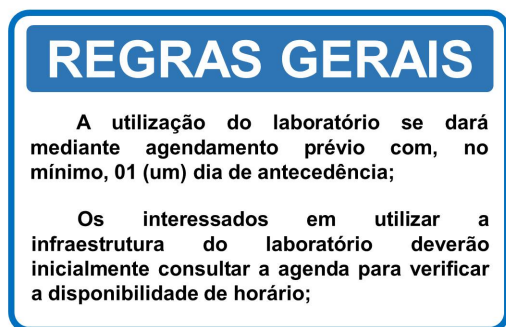 REGRAS GERAIS
A utilização do laboratório se dará
mediante agendamento prévio com, no
mínimo, 01 (um) dia de antecedência;
Os interessados em utilizar a
infraestrutura do laboratório deverão
inicialmente consultar a agenda para verificar
a disponibilidade de horário;